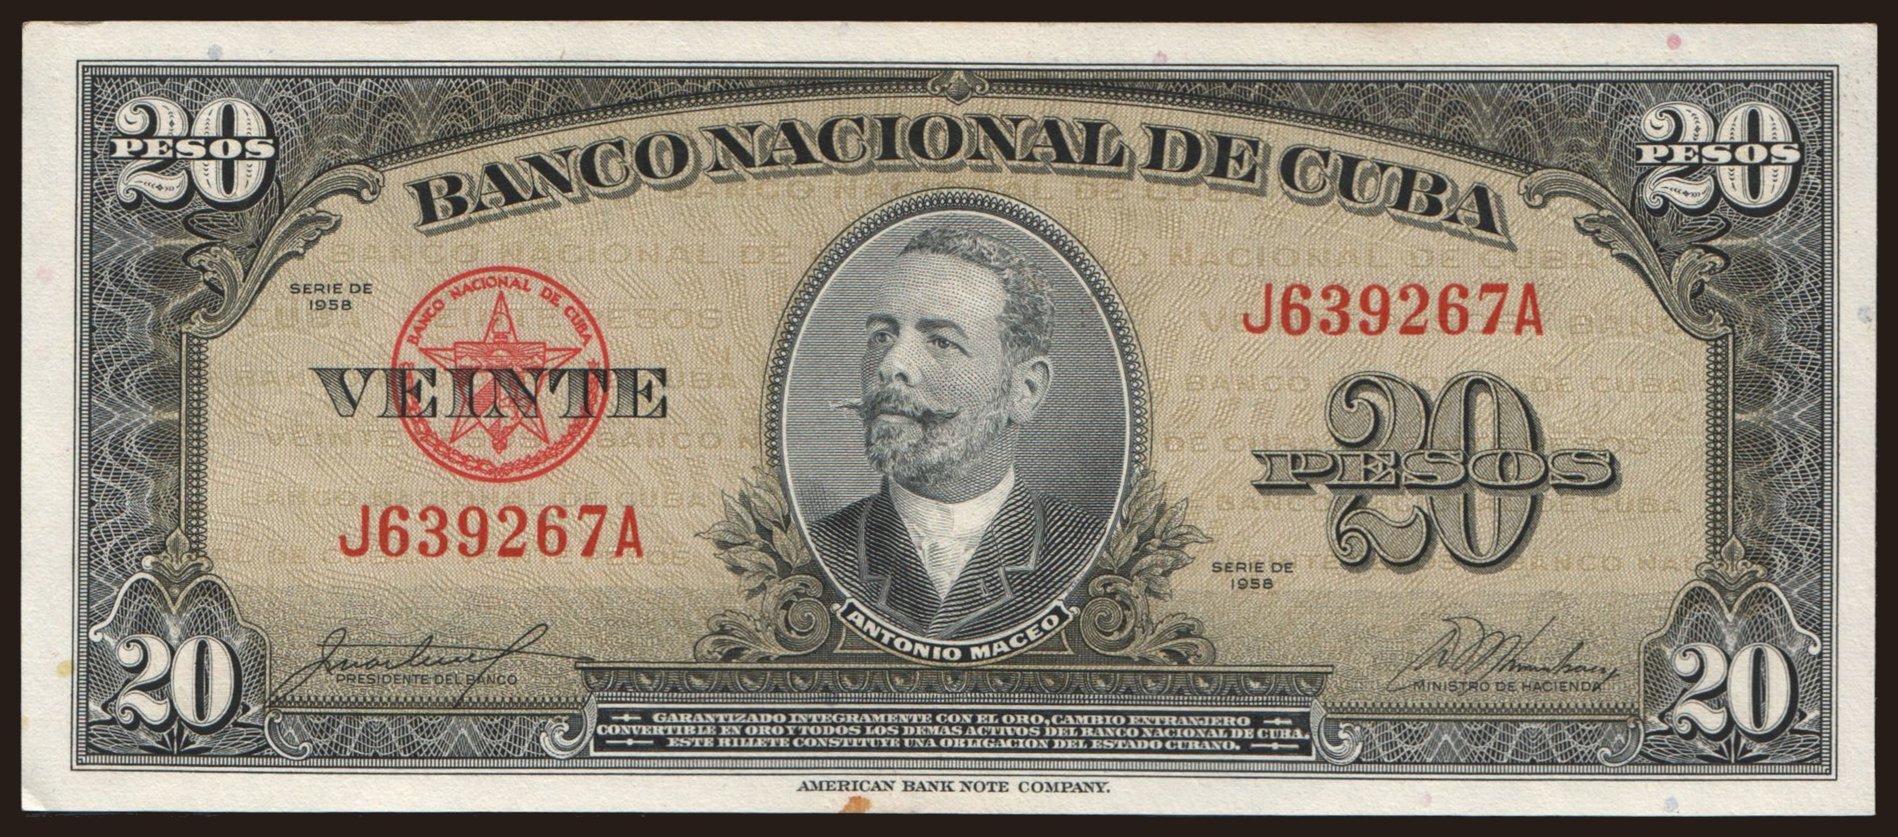 20 PESOS
20 PESOS
BANCO NACIONAL DE CUBA
SERIE DE
1958
BANCO NACIONAL DE CUBA
VEINTE
J639267A
J639267A
20
PESOS
SERIE DE
1958
ANTONIO MACEO
PRESIDENTE DEL BANCO
MINISTRO DE HACIENDA
20
20
GARANTIZADO INTEGRAMENTE CON EL ORO, CAMBIO EXTRANJERO
CONVERTIBLE EN ORO Y TODOS LOS DEMAS ACTIVOS DEL BANCO NACIONAL DE CUBA.
ESTE BILLETE CONSTITUYE UNA OBLIGACION DEL ESTADO CUBANO.
AMERICAN BANK NOTE COMPANY.